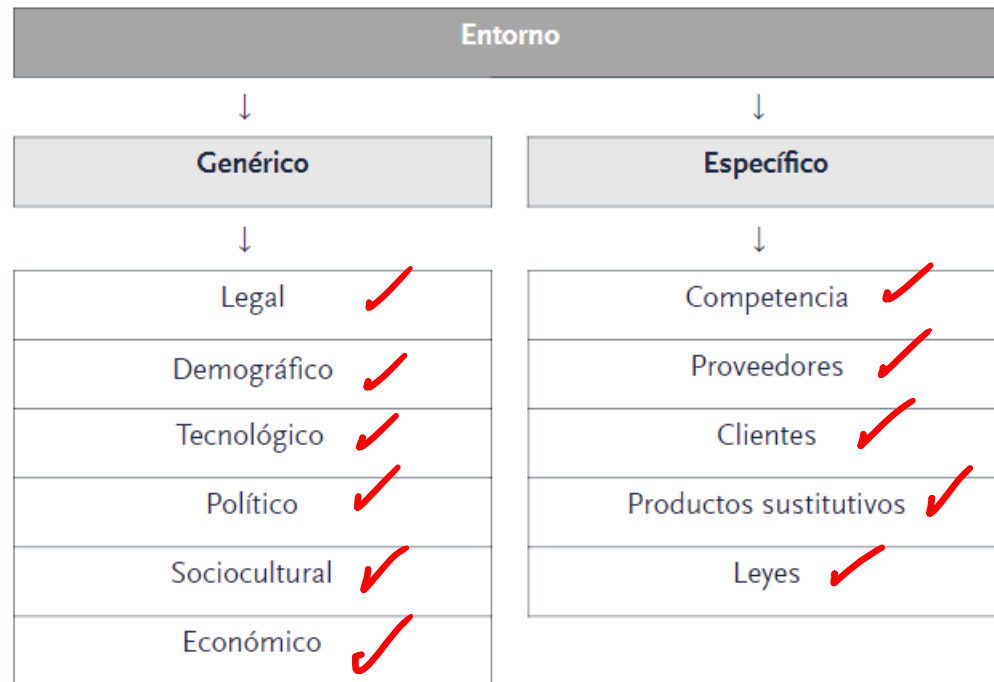 Entorno
↓ ↓
Genérico Específico
↓ ↓
Legal Competencia
Demográfico Proveedores
Tecnológico Clientes
Político Productos sustitutivos
Sociocultural Leyes
Económico